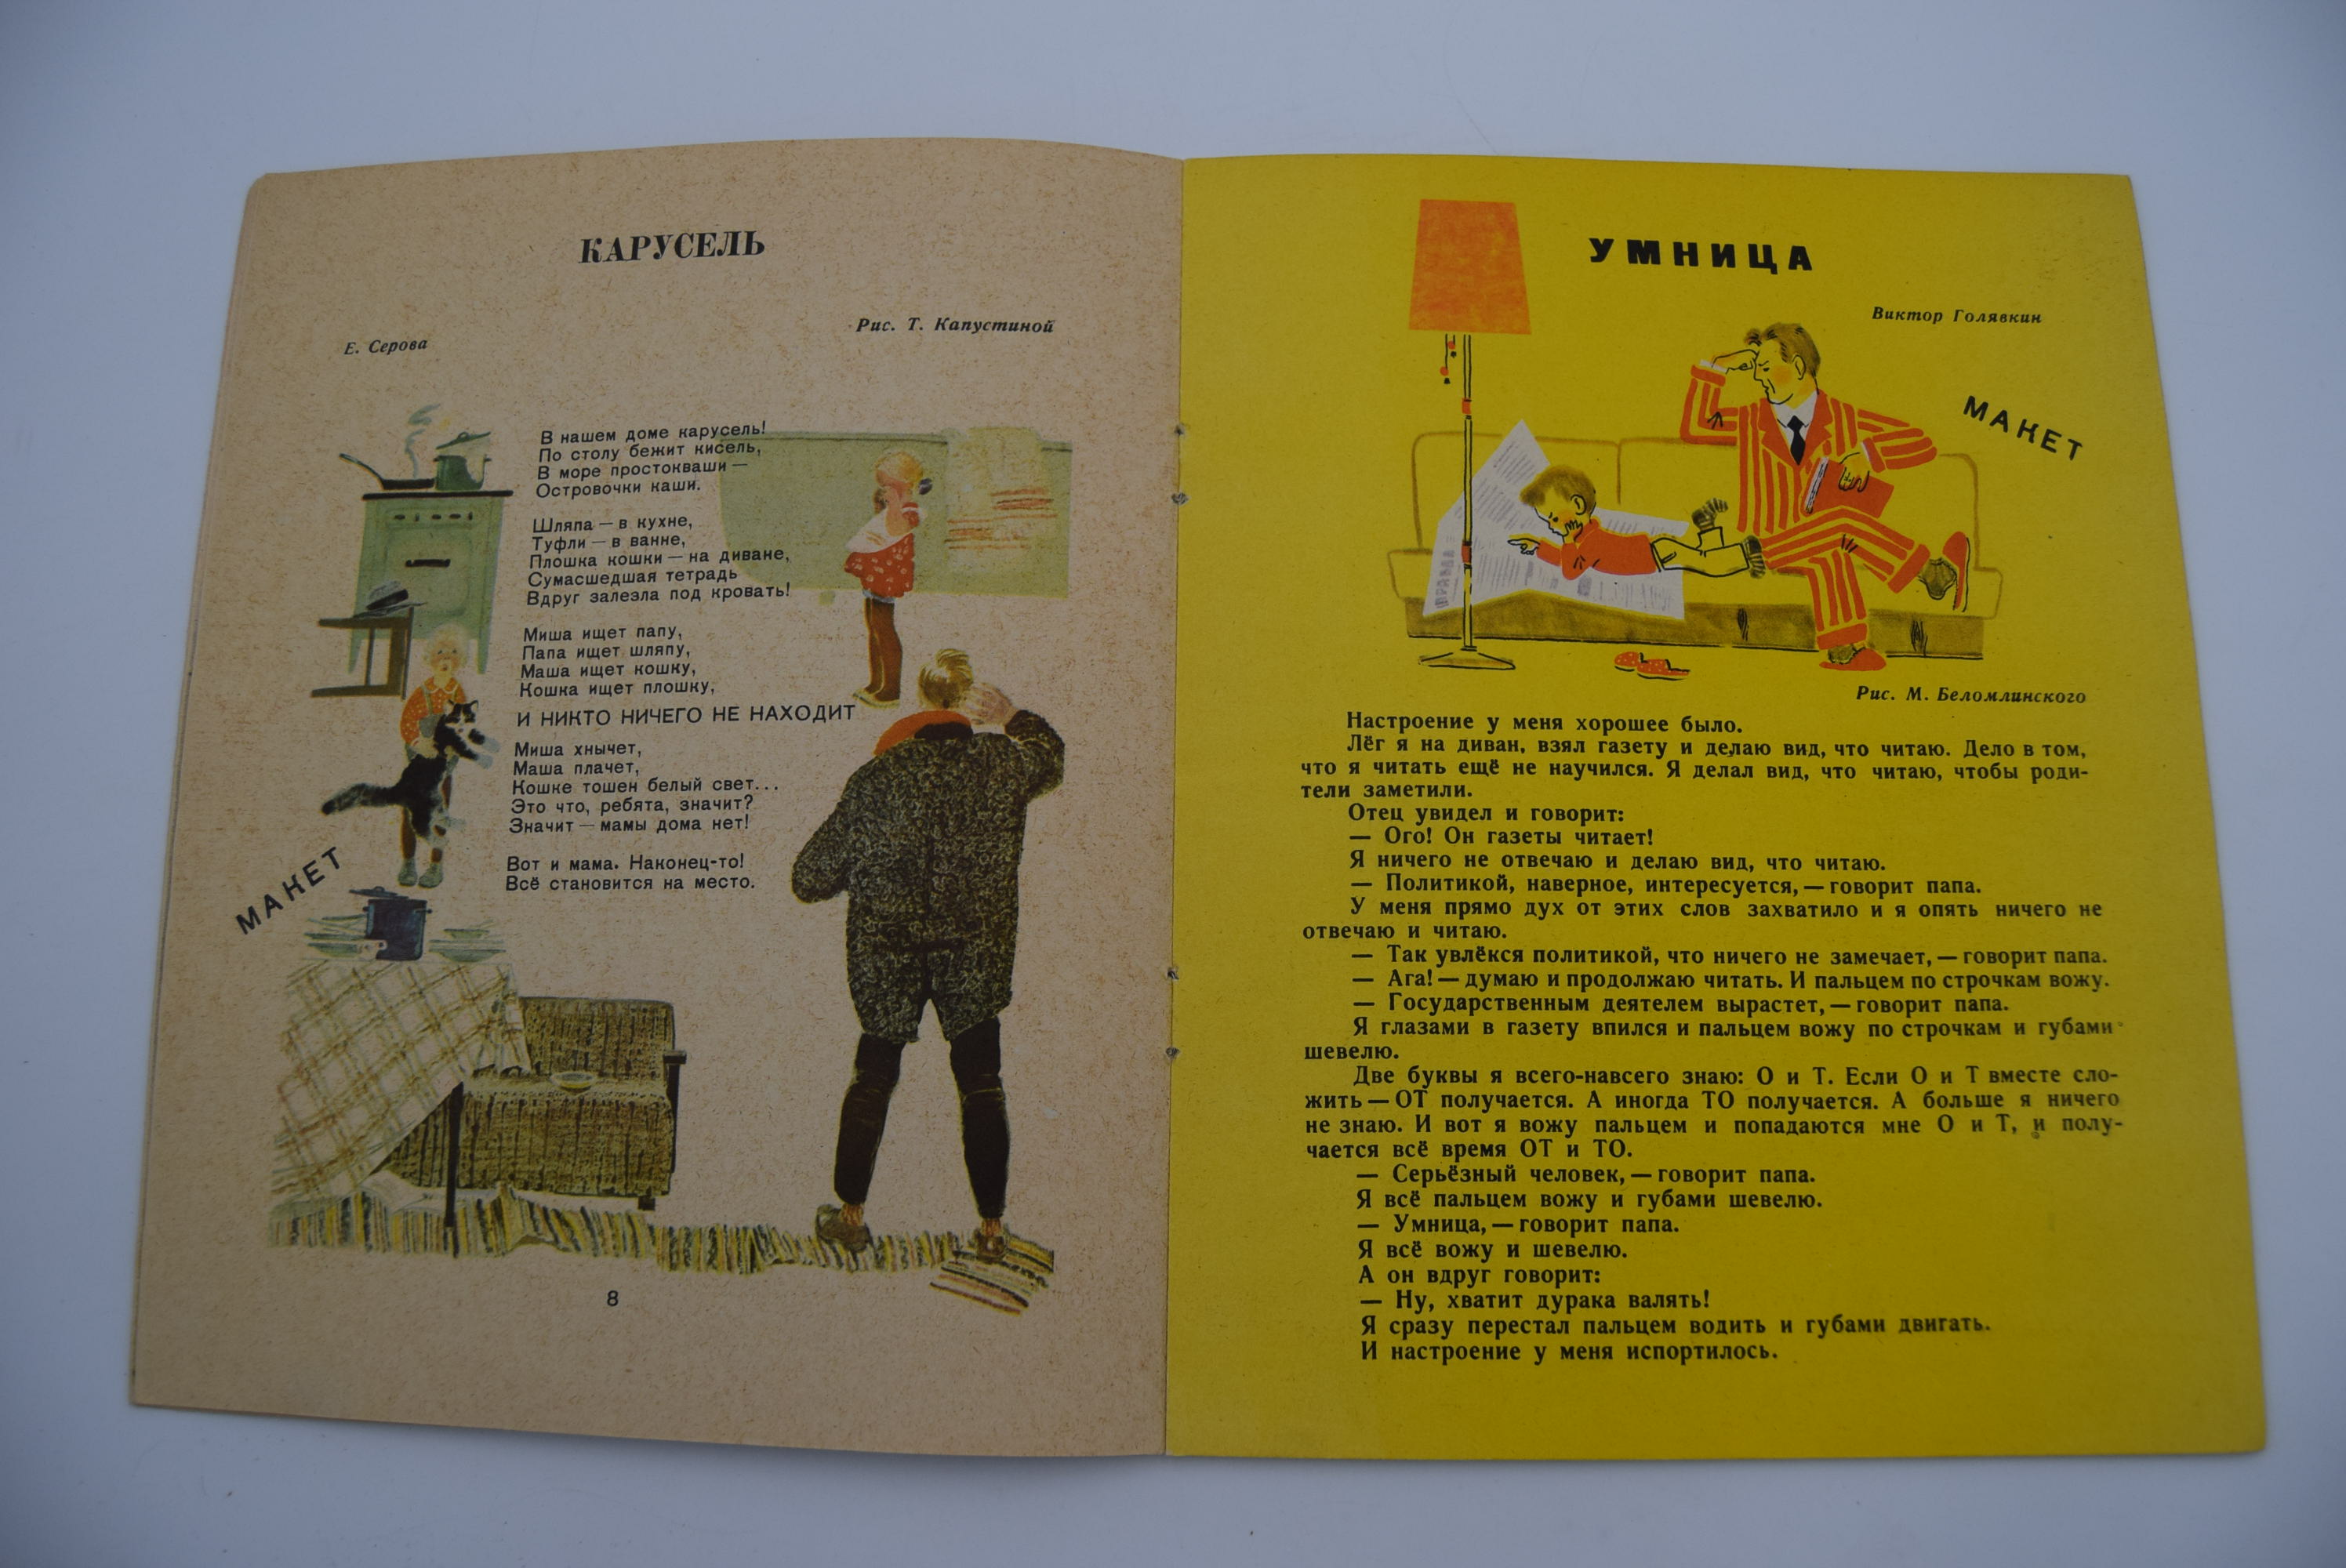 КАРУСЕЛЬ
Е. Серова
Рис. Т. Капустиной
В нашем доме карусель!
По столу бежит кисель,
В море простокваши —
Островочки каши.
Шляпа — в кухне,
Туфли — в ванне,
Плошка кошки — на диване,
Сумасшедшая тетрадь
Вдруг залезла под кровать!
Миша ищет папу,
Папа ищет шляпу,
Маша ищет кошку,
Кошка ищет плошку,
И НИКТО НИЧЕГО НЕ НАХОДИТ
Миша хнычет,
Маша плачет,
Кошке тошен белый свет...
Это что, ребята, значит?
Значит — мамы дома нет!
Вот и мама. Наконец-то!
Всё становится на место.
МАКЕТ
8
УМНИЦА
Виктор Голявкин
МАКЕТ
ПРАВДА
Рис. М. Беломлинского
Настроение у меня хорошее было.
Лёг я на диван, взял газету и делаю вид, что читаю. Дело в том,
что я читать ещё не научился. Я делал вид, что читаю, чтобы роди-
тели заметили.
Отец увидел и говорит:
— Ого! Он газеты читает!
Я ничего не отвечаю и делаю вид, что читаю.
— Политикой, наверное, интересуется, — говорит папа.
У меня прямо дух от этих слов захватило и я опять ничего не
отвечаю и читаю.
— Так увлёкся политикой, что ничего не замечает, — говорит папа.
— Ага! — думаю и продолжаю читать. И пальцем по строчкам вожу.
— Государственным деятелем вырастет, — говорит папа.
Я глазами в газету впился и пальцем вожу по строчкам и губами
шевелю.
Две буквы я всего-навсего знаю: О и Т. Если О и Т вместе сло-
жить — ОТ получается. А иногда ТО получается. А больше я ничего
не знаю. И вот я вожу пальцем и попадаются мне О и Т, и полу-
чается всё время ОТ и ТО.
— Серьёзный человек, — говорит папа.
Я всё пальцем вожу и губами шевелю.
— Умница, — говорит папа.
Я всё вожу и шевелю.
А он вдруг говорит:
— Ну, хватит дурака валять!
Я сразу перестал пальцем водить и губами двигать.
И настроение у меня испортилось.